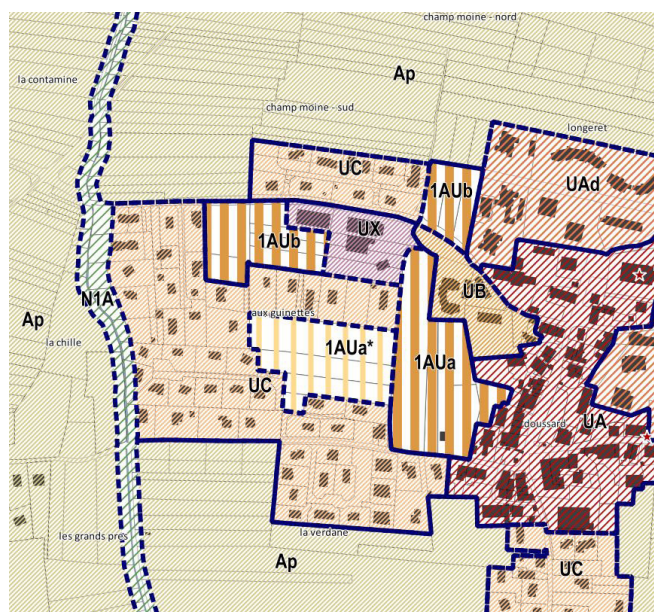 champ moine - nord
la contamine
Ap
champ moine - sud
longeret
UC
UAd
1AUb
UX
1AUb
UB
N1A
aux guinettes
Ap
la chille
1AUa*
1AUa
UC
doussard
UA
les grands prés
la verdane
Ap
UC